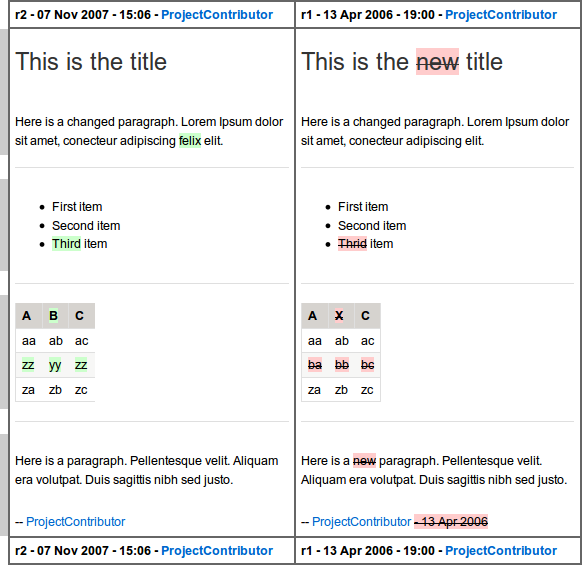 r2 - 07 Nov 2007 - 15:06 - ProjectContributor
This is the title
Here is a changed paragraph. Lorem Ipsum dolor
sit amet, conecteur adipiscing felix elit.
First item
Second item
Third item
A B C
aa ab ac
zz yy zz
za zb zc
Here is a paragraph. Pellentesque velit. Aliquam
era volutpat. Duis sagittis nibh sed justo.
-- ProjectContributor
r2 - 07 Nov 2007 - 15:06 - ProjectContributor
r1 - 13 Apr 2006 - 19:00 - ProjectContributor
This is the new title
Here is a changed paragraph. Lorem Ipsum dolor
sit amet, conecteur adipiscing elit.
First item
Second item
Thrid item
A X C
aa ab ac
ba bb bc
za zb zc
Here is a new paragraph. Pellentesque velit.
Aliquam era volutpat. Duis sagittis nibh sed justo.
-- ProjectContributor - 13 Apr 2006
r1 - 13 Apr 2006 - 19:00 - ProjectContributor